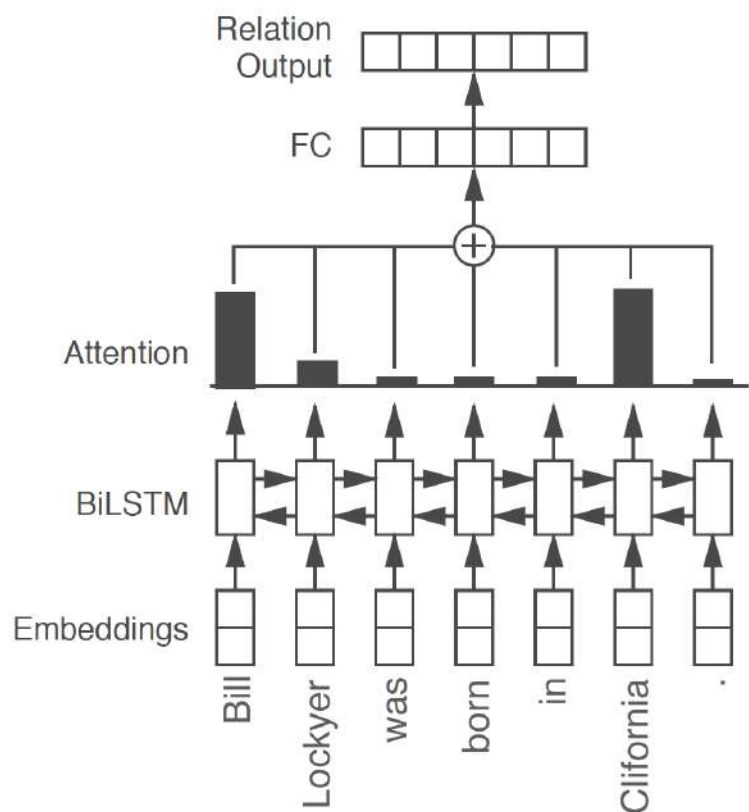 Relation
Output
FC
Attention
BiLSTM
Embeddings
Bill
Lockyer
was
born
in
Clifornia
.